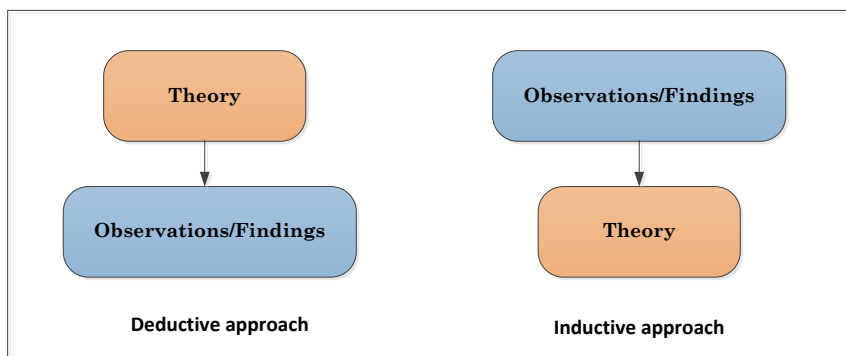 Theory
Observations/Findings
Deductive approach
Observations/Findings
Theory
Inductive approach